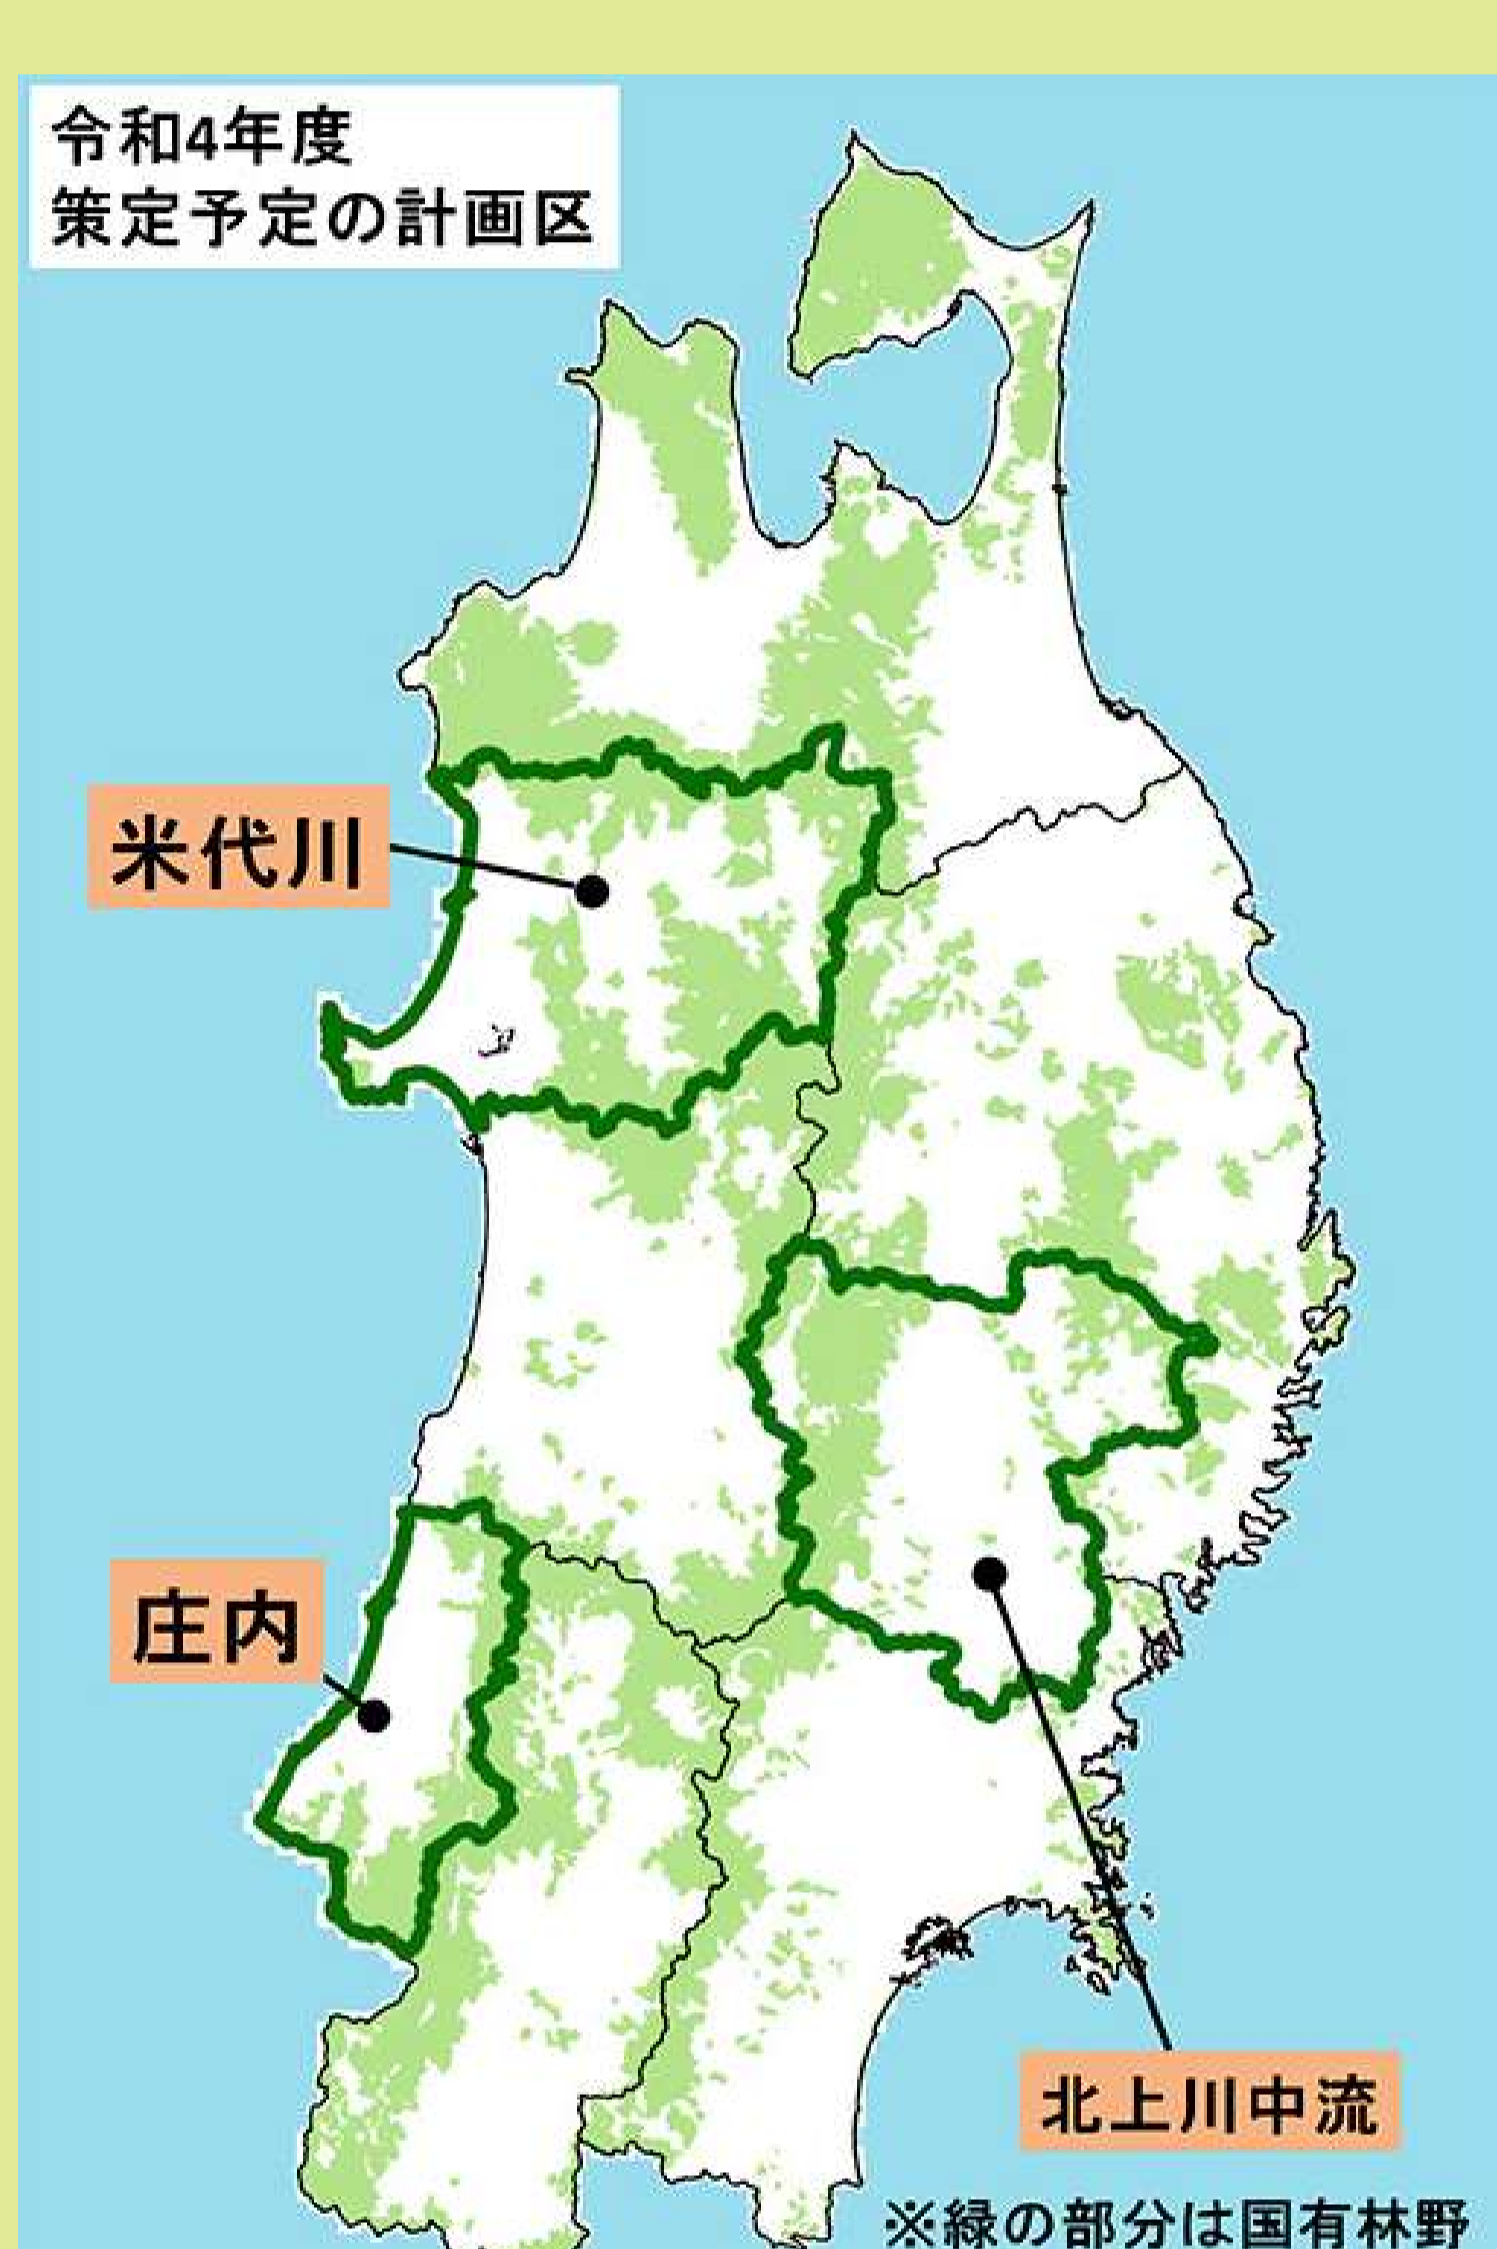 令和4年度
策定予定の計画区
米代川
庄内
北上川中流
※緑の部分は国有林野